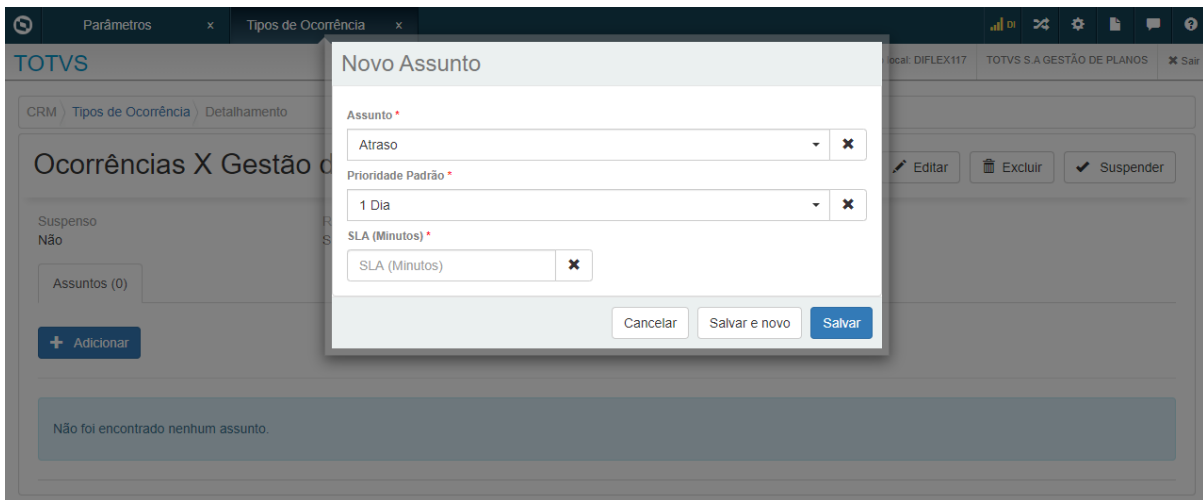 Parâmetros x Tipos de Ocorrência x DI
TOTVS local: DIFLEX117 TOTVS S.A GESTÃO DE PLANOS Sair
CRM Tipos de Ocorrência Detalhamento
Ocorrências X Gestão Editar Excluir Suspender
Suspenso
Não
Assuntos (0)
Adicionar
Não foi encontrado nenhum assunto.
Novo Assunto
Assunto *
Atraso
Prioridade Padrão *
1 Dia
SLA (Minutos) *
SLA (Minutos)
Cancelar Salvar e novo Salvar